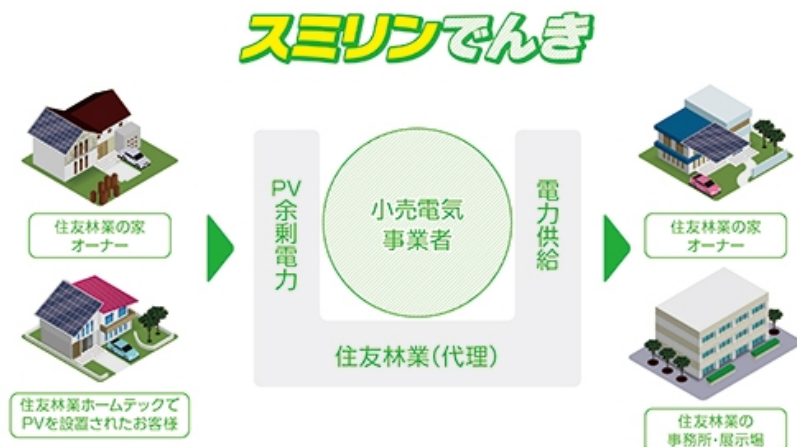 スミリンでんき
住友林業の家
オーナー
住友林業ホームテックで
PVを設置されたお客様
PV余剰電力
小売電気
事業者
電力供給
住友林業(代理)
住友林業の家
オーナー
住友林業の
事務所・展示場